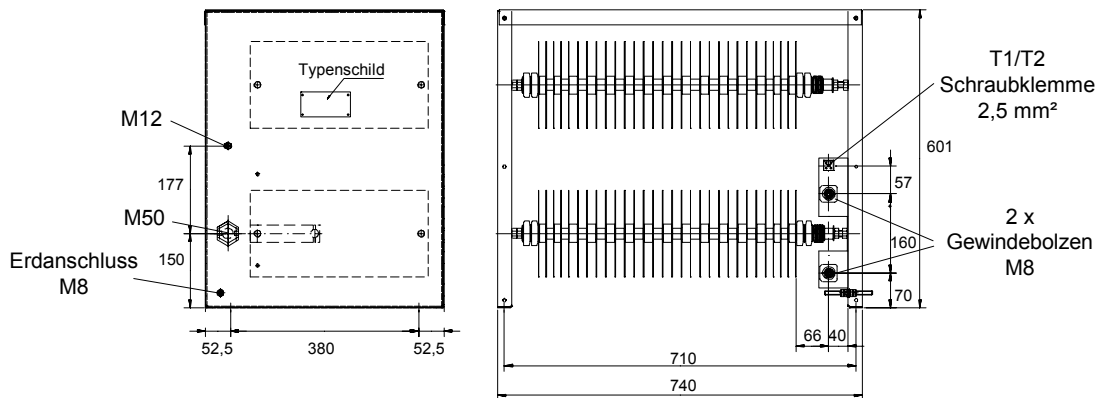 Typenschild
M12
177
M50
150
Erdanschluss
M8
52,5
380
52,5
T1/T2
Schraubklemme
2,5 mm²
601
57
2 x
Gewindebolzen
M8
160
70
66
40
710
740